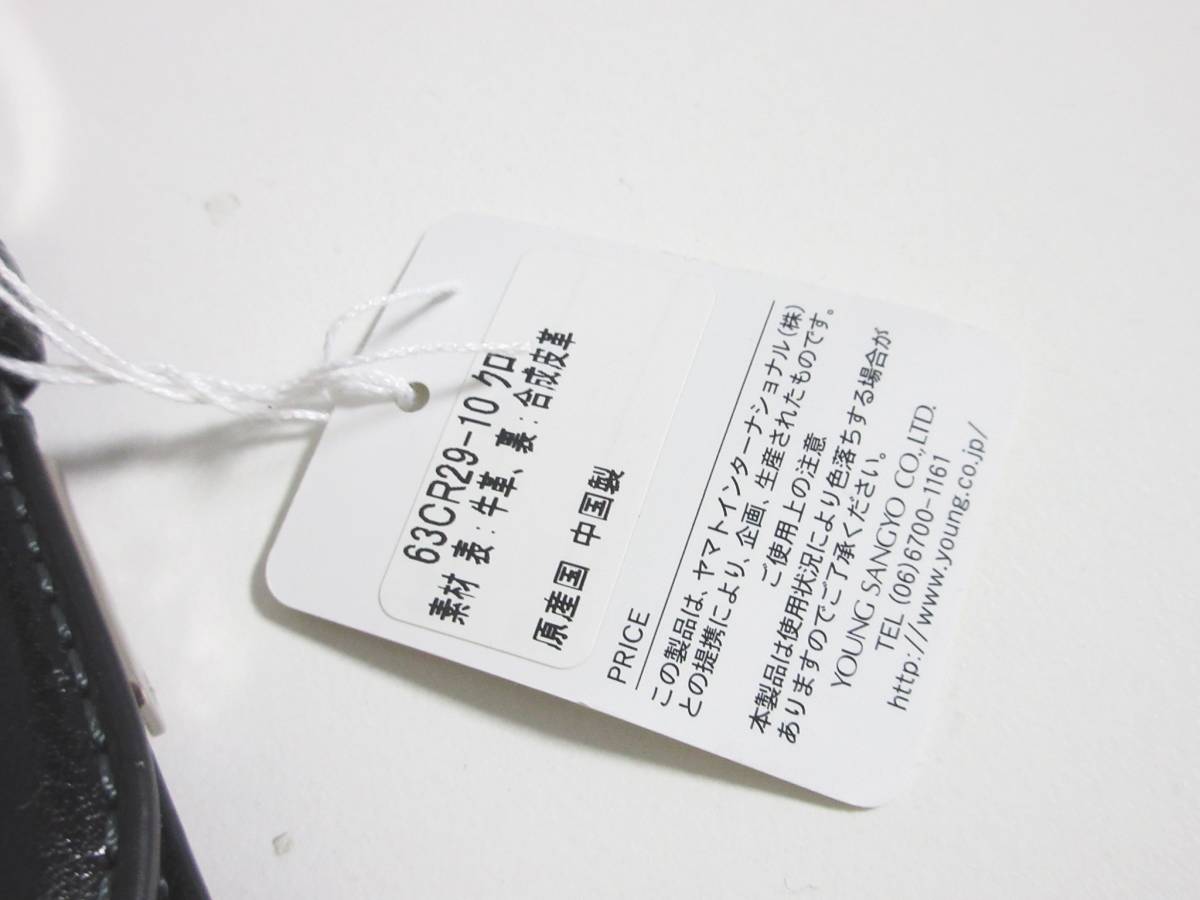 63CR29-10 クロ
素材 表：牛革、裏：合成皮革
原産国 中国製
PRICE
この製品は、ヤマトインターナショナル（株）
との提携により、企画、生産されたものです。
ご使用上の注意
本製品は使用状況により色落ちする場合が
ありますのでご了承ください。
YOUNG SANGYO CO.,LTD.
TEL (06)6700-1161
http://www.young.co.jp/